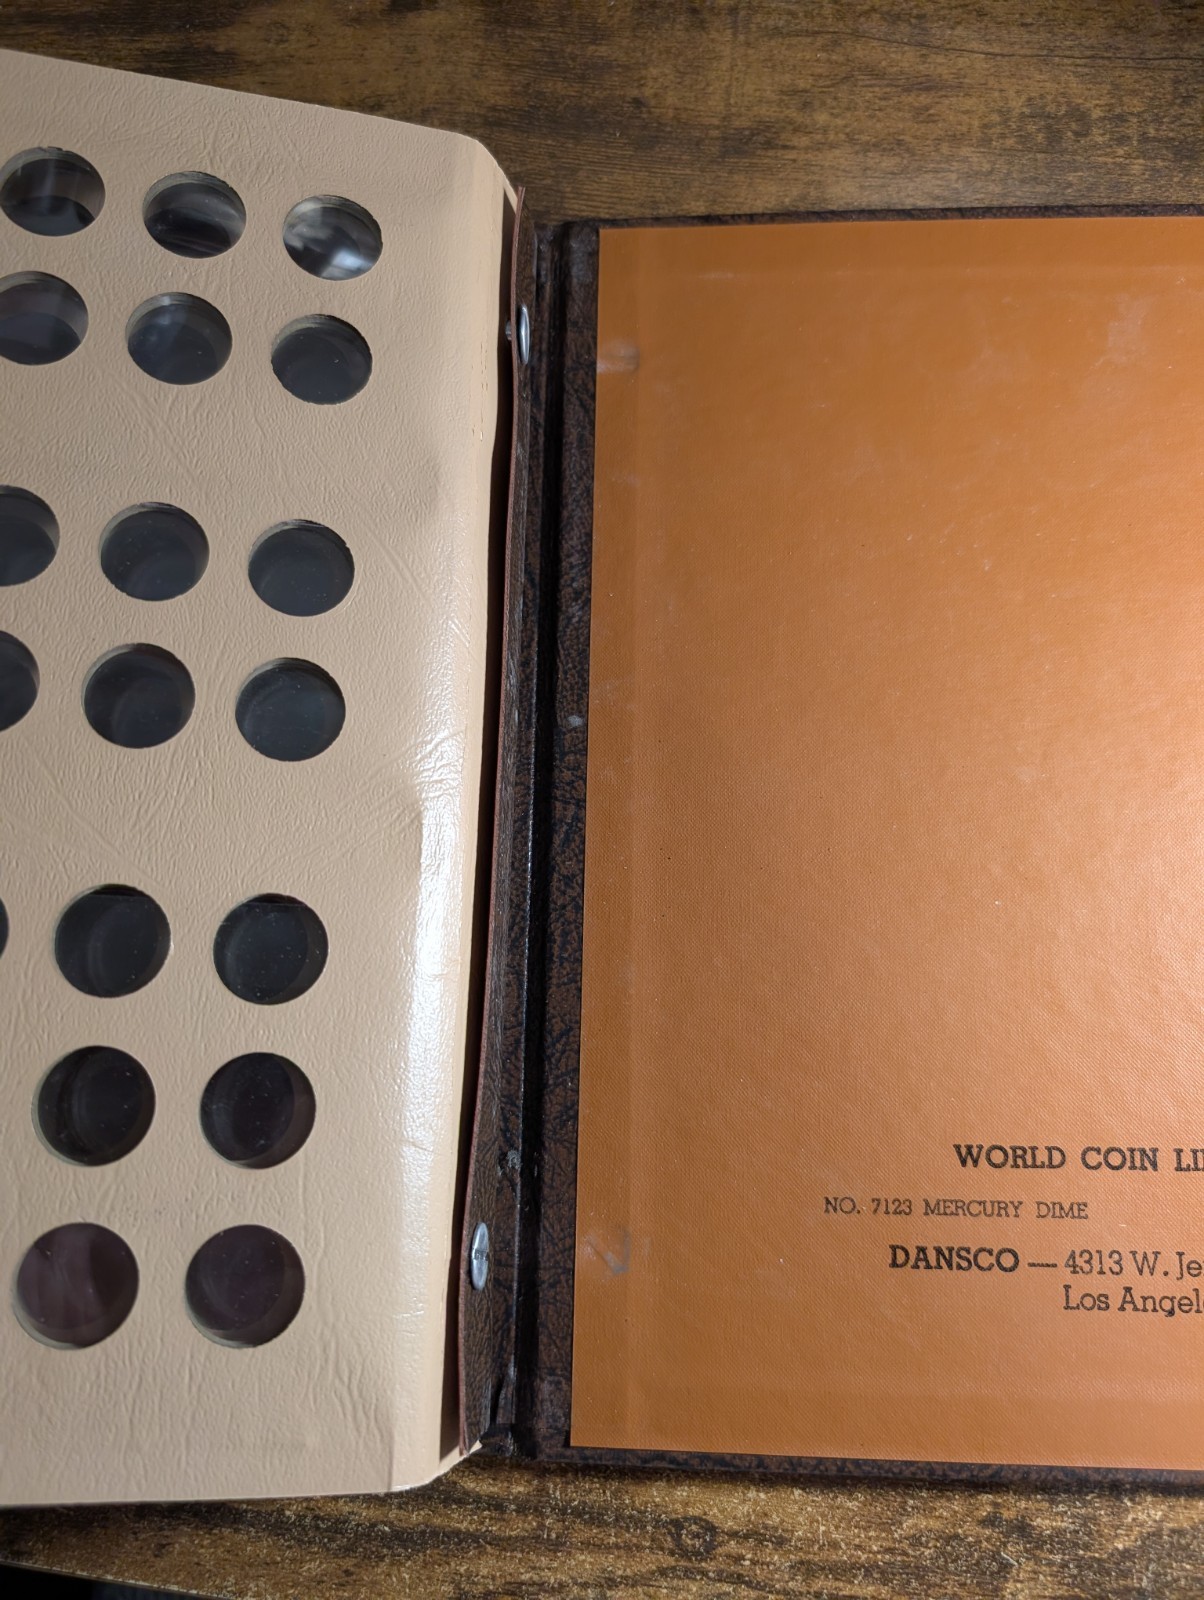 WORLD COIN LI
NO. 7123 MERCURY DIME
DANSCO — 4313 W. Je
Los Angel